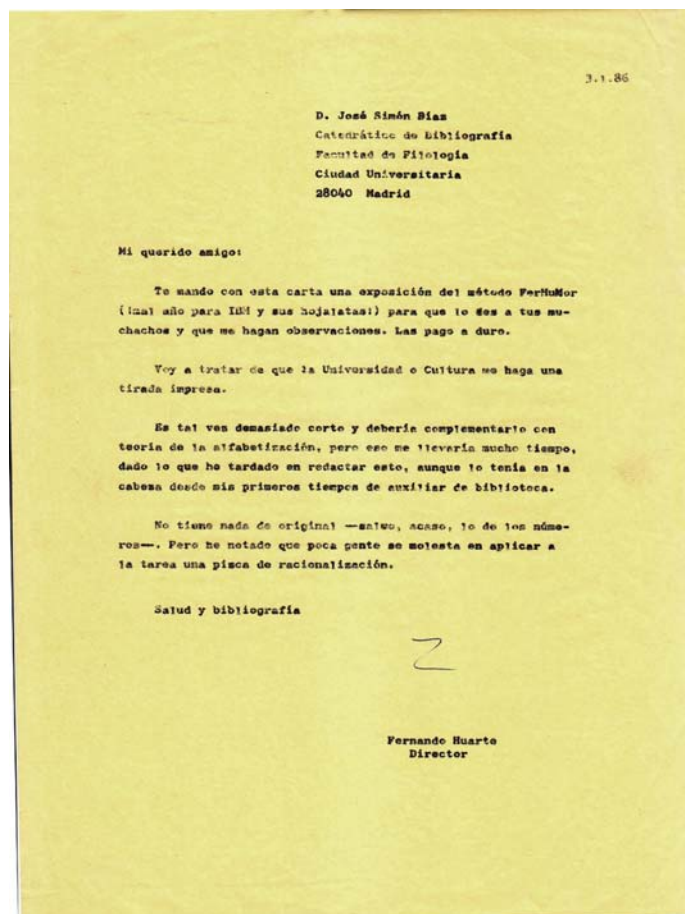 3.1.86
D. José Simón Díaz
Catedrático de Bibliografía
Facultad de Filología
Ciudad Universitaria
28040 Madrid
Mi querido amigo:
Te mando con esta carta una exposición del método FerHuMor
(¡mal año para IBM y sus hojalatas!) para que lo des a tus mu-
chachos y que me hagan observaciones. Las pago a duro.
Voy a tratar de que la Universidad o Cultura me haga una
tirada impresa.
Es tal vez demasiado corto y debería complementarlo con
teoría de la alfabetización, pero eso me llevaría mucho tiempo,
dado lo que he tardado en redactar esto, aunque lo tenía en la
cabeza desde mis primeros tiempos de auxiliar de biblioteca.
No tiene nada de original —salvo, acaso, lo de los núme-
ros—. Pero he notado que poca gente se molesta en aplicar a
la tarea una pizca de racionalización.
Salud y bibliografía
Fernando Huarte
Director